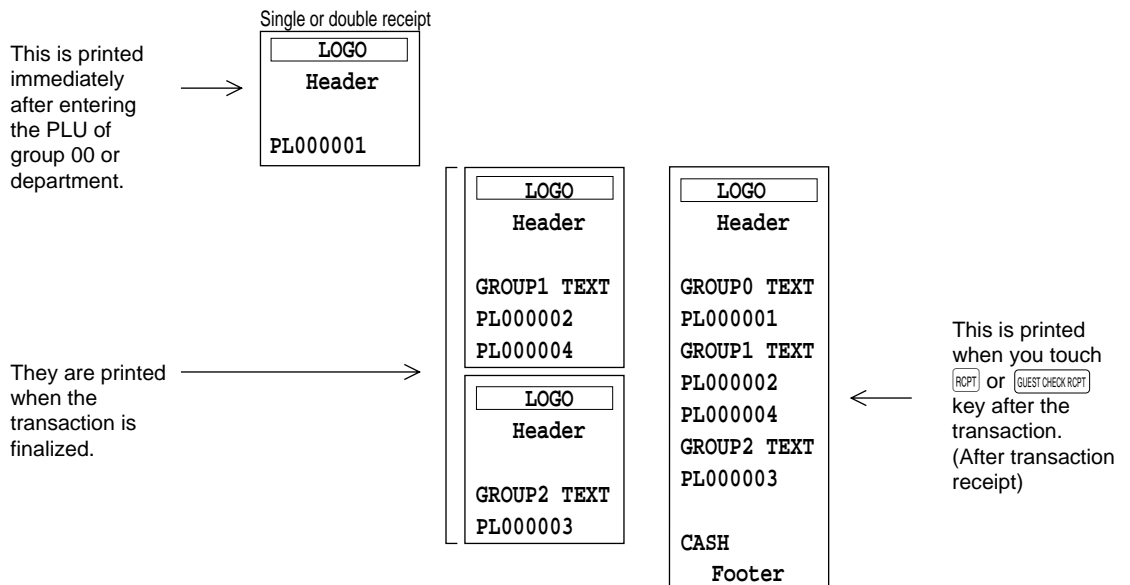 Single or double receipt
This is printed
immediately
after entering
the PLU of
group 00 or
department.
LOGO
Header
PL000001
They are printed
when the
transaction is
finalized.
LOGO
Header
GROUP1 TEXT
PL000002
PL000004
LOGO
Header
GROUP2 TEXT
PL000003
LOGO
Header
GROUP0 TEXT
PL000001
GROUP1 TEXT
PL000002
PL000004
GROUP2 TEXT
PL000003
CASH
Footer
This is printed
when you touch
RCPT or GUEST CHECK RCPT
key after the
transaction.
(After transaction
receipt)